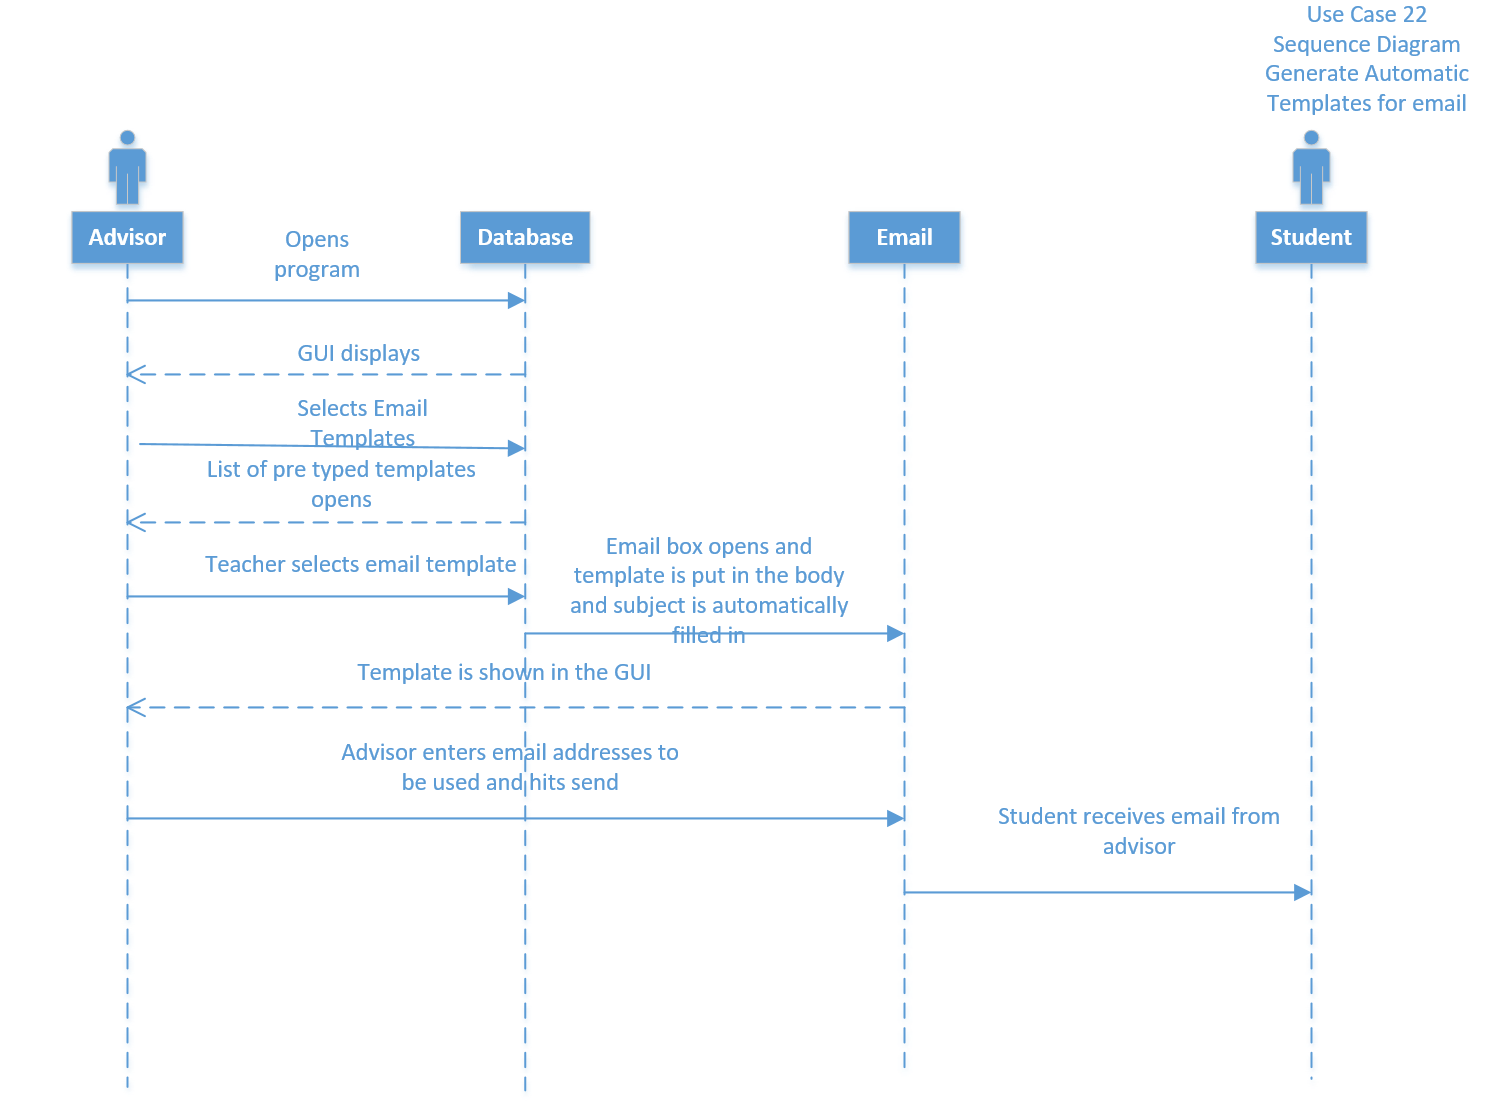 Use Case 22
Sequence Diagram
Generate Automatic
Templates for email
Advisor
Database
Email
Student
Opens
program
GUI displays
Selects Email
Templates
List of pre typed templates
opens
Teacher selects email template
Email box opens and
template is put in the body
and subject is automatically
filled in
Template is shown in the GUI
Advisor enters email addresses to
be used and hits send
Student receives email from
advisor